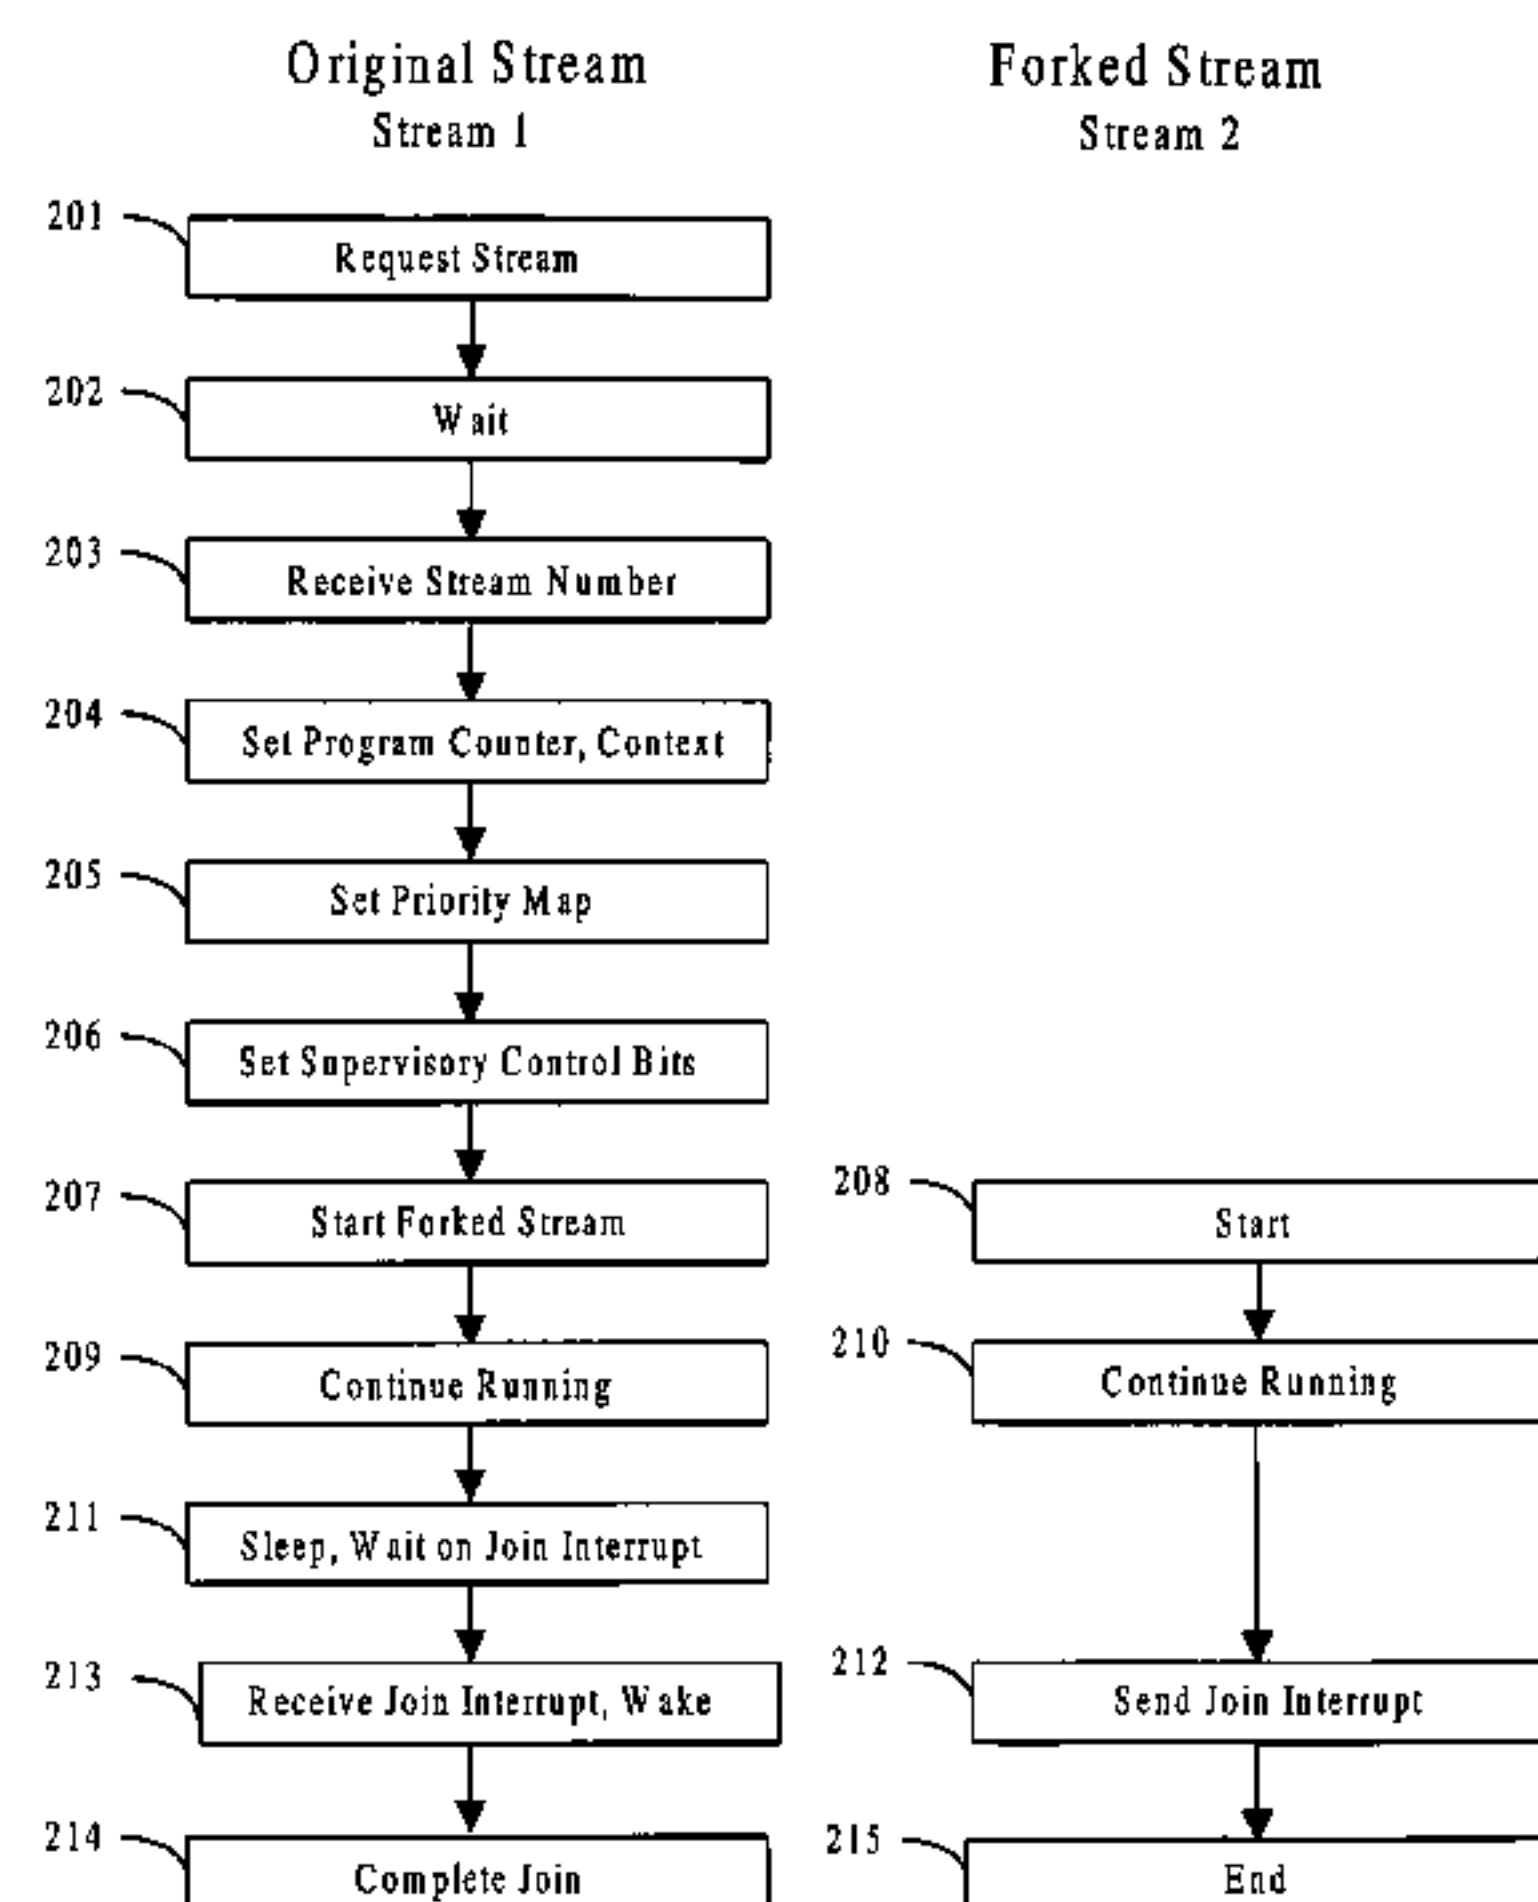 Original Stream
Stream 1
Forked Stream
Stream 2
201
Request Stream
202
Wait
203
Receive Stream Number
204
Set Program Counter, Context
205
Set Priority Map
206
Set Supervisory Control Bits
207
Start Forked Stream
208
Start
209
Continue Running
210
Continue Running
211
Sleep, Wait on Join Interrupt
213
Receive Join Interrupt, Wake
212
Send Join Interrupt
214
Complete Join
215
End